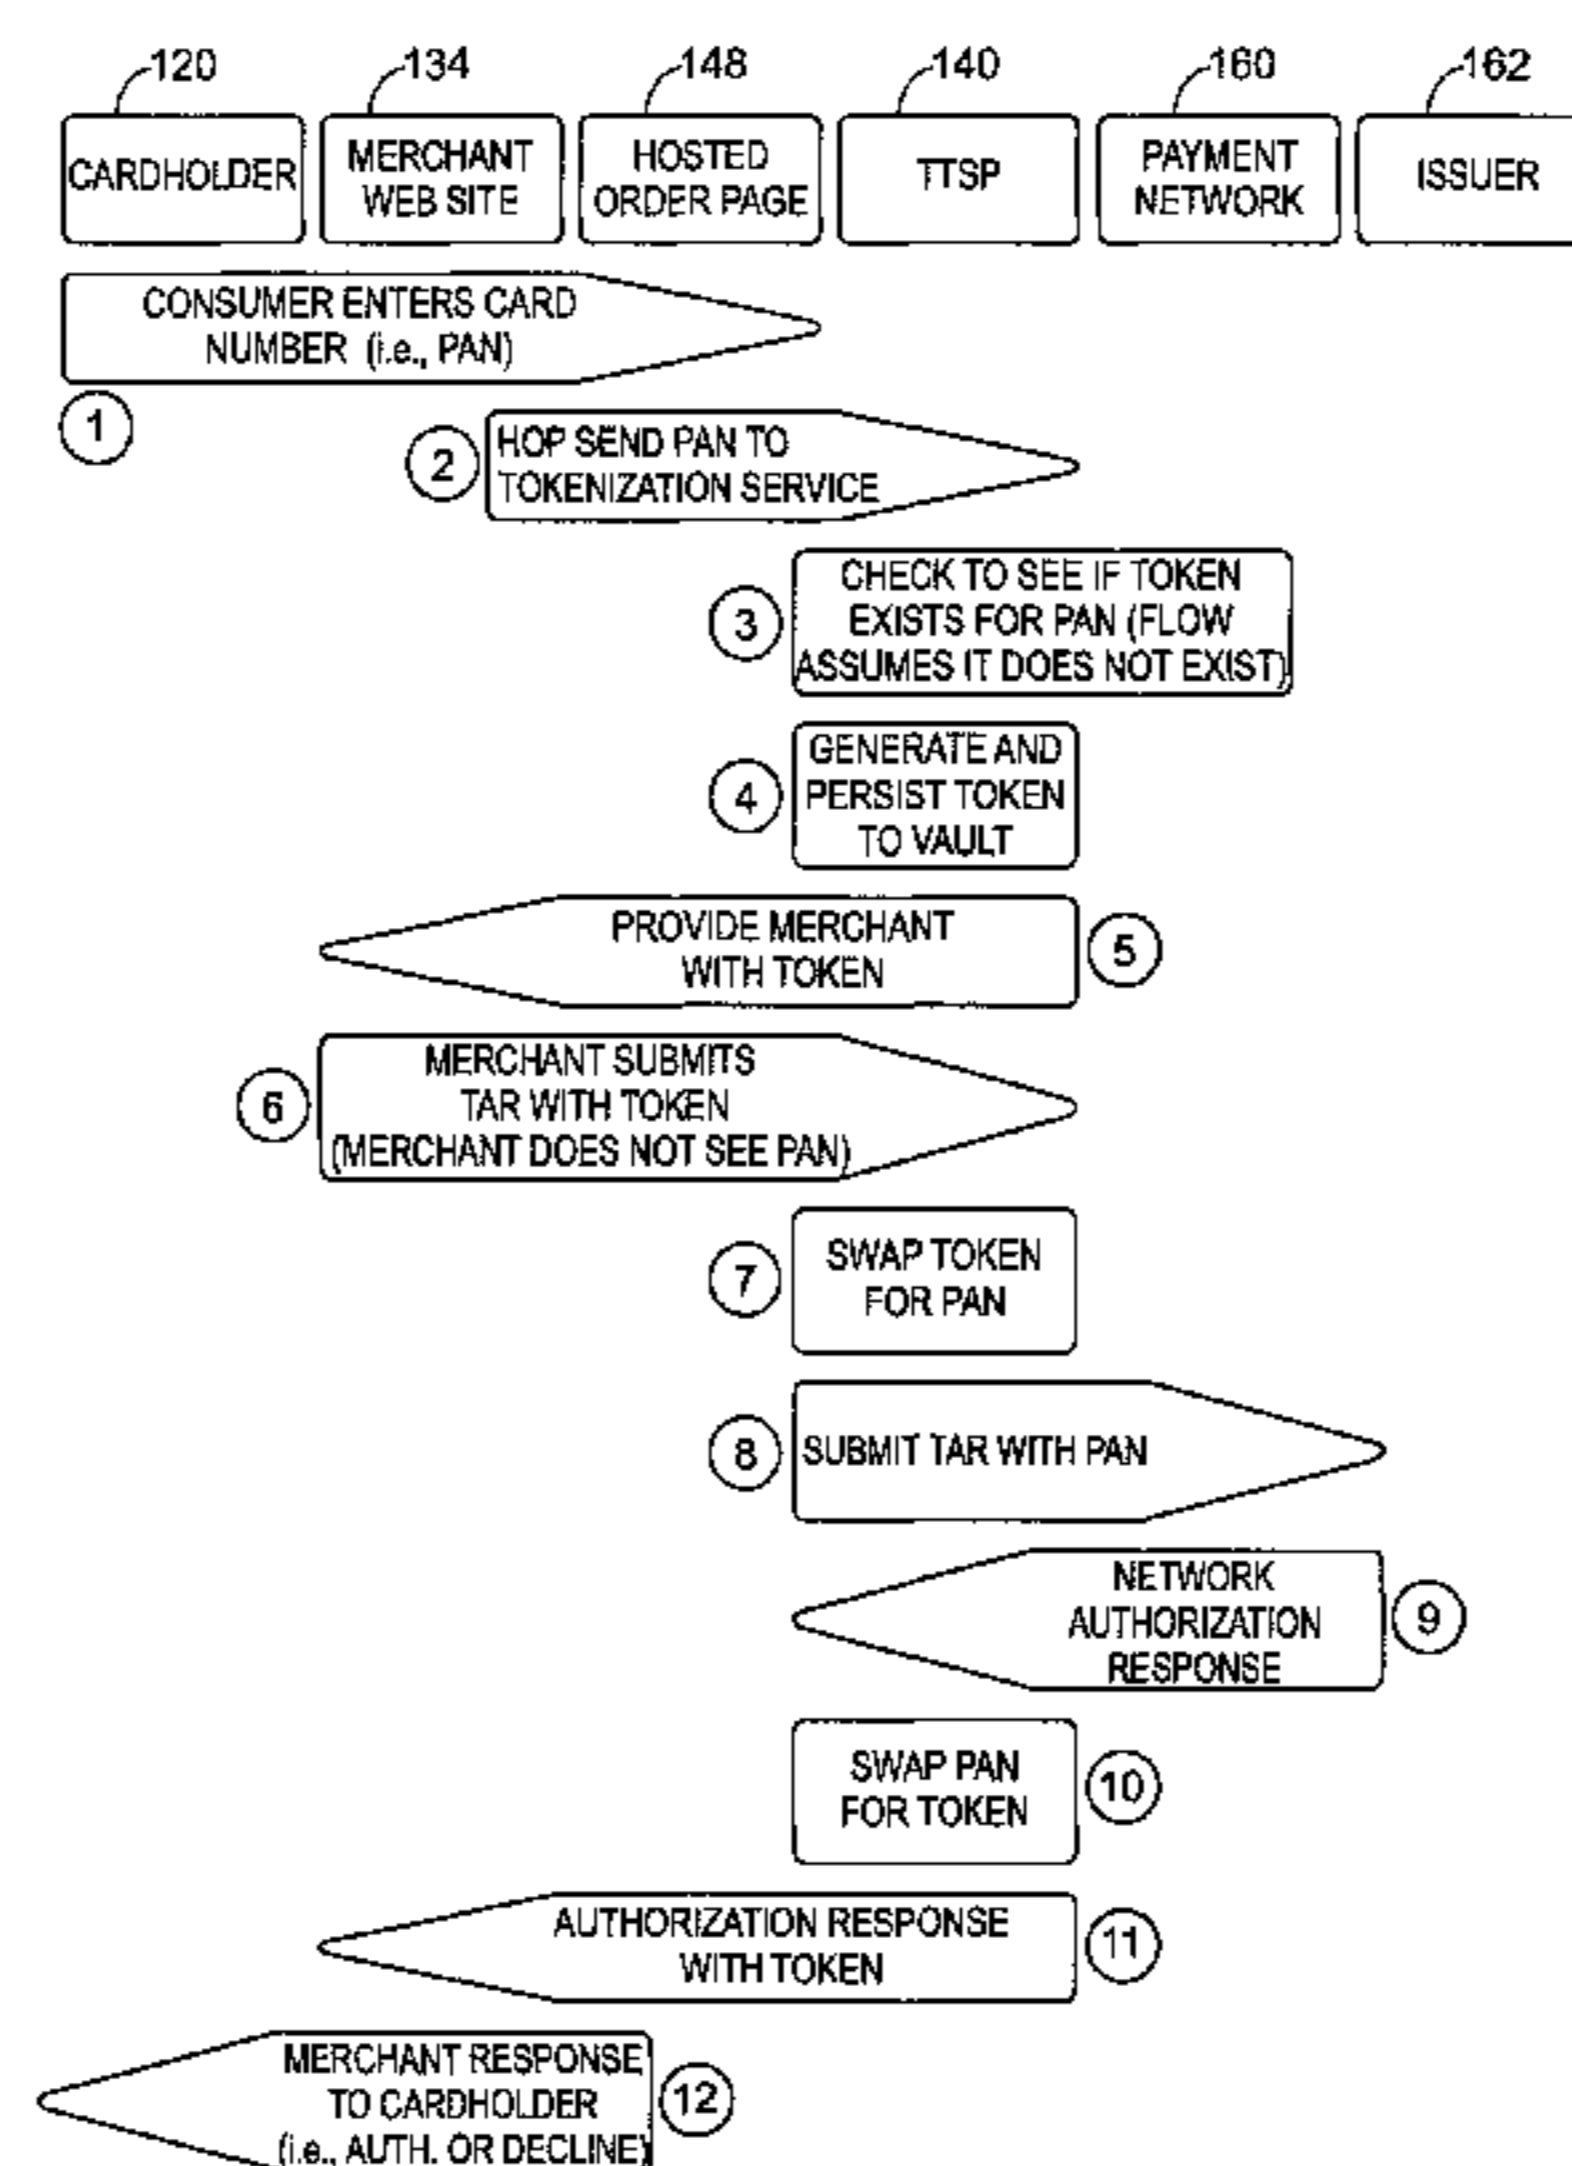 120
134
148
140
160
162
CARDHOLDER
MERCHANT
WEB SITE
HOSTED
ORDER PAGE
TTSP
PAYMENT
NETWORK
ISSUER
CONSUMER ENTERS CARD
NUMBER (i.e., PAN)
1
2
HOP SEND PAN TO
TOKENIZATION SERVICE
3
CHECK TO SEE IF TOKEN
EXISTS FOR PAN (FLOW
ASSUMES IT DOES NOT EXIST)
4
GENERATE AND
PERSIST TOKEN
TO VAULT
PROVIDE MERCHANT
WITH TOKEN
5
6
MERCHANT SUBMITS
TAR WITH TOKEN
(MERCHANT DOES NOT SEE PAN)
7
SWAP TOKEN
FOR PAN
8
SUBMIT TAR WITH PAN
NETWORK
AUTHORIZATION
RESPONSE
9
SWAP PAN
FOR TOKEN
10
AUTHORIZATION RESPONSE
WITH TOKEN
11
MERCHANT RESPONSE
TO CARDHOLDER
(i.e., AUTH. OR DECLINE)
12